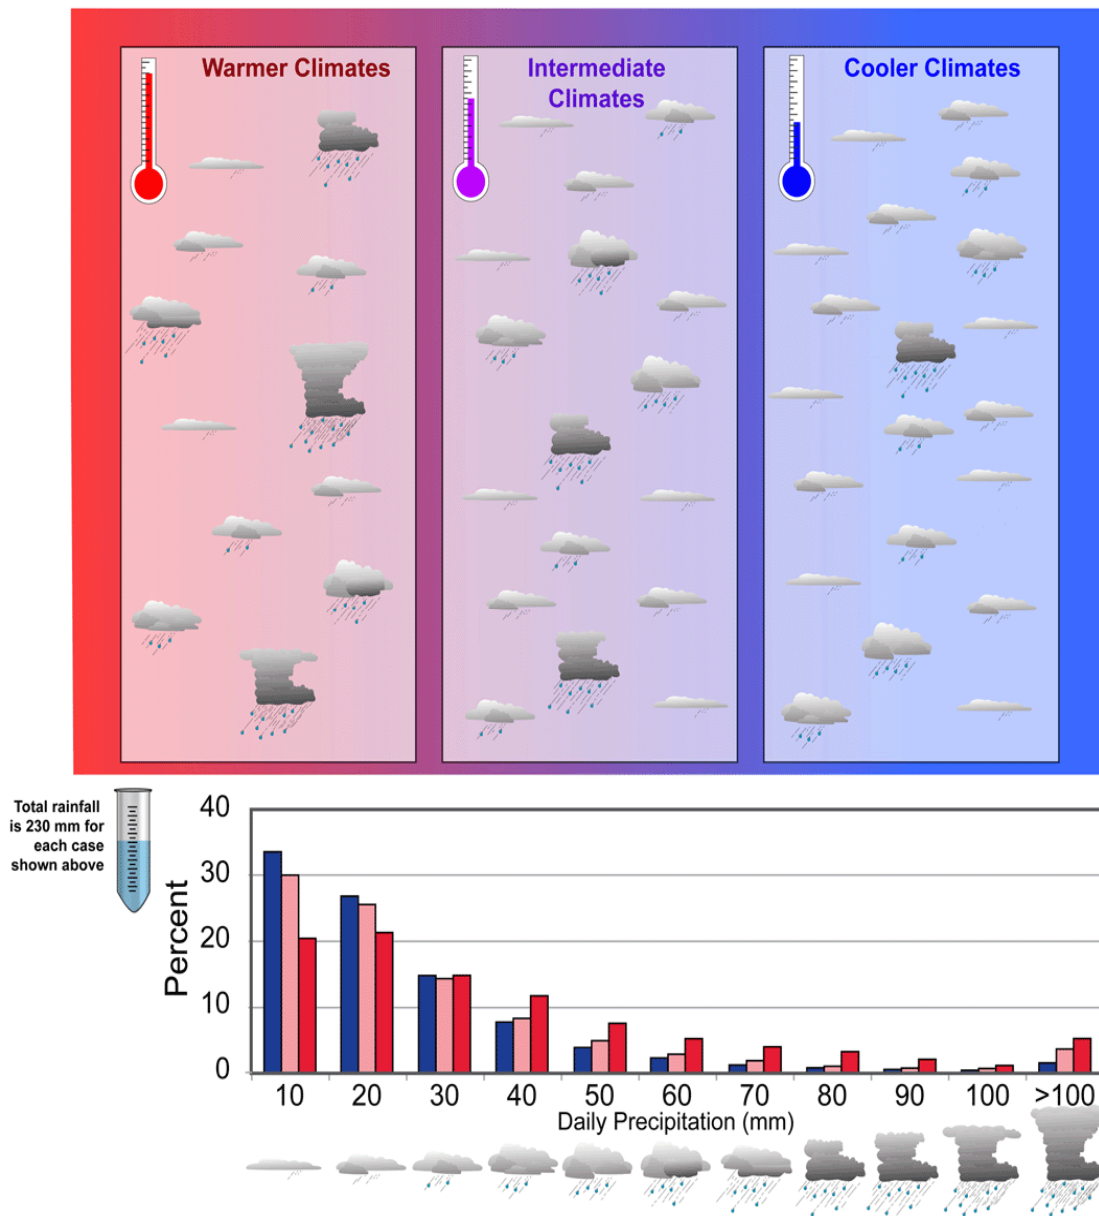 Warmer Climates
Intermediate
Climates
Cooler Climates
Total rainfall
is 230 mm for
each case
shown above
Percent
40
30
20
10
0
10 20 30 40 50 60 70 80 90 100 >100
Daily Precipitation (mm)